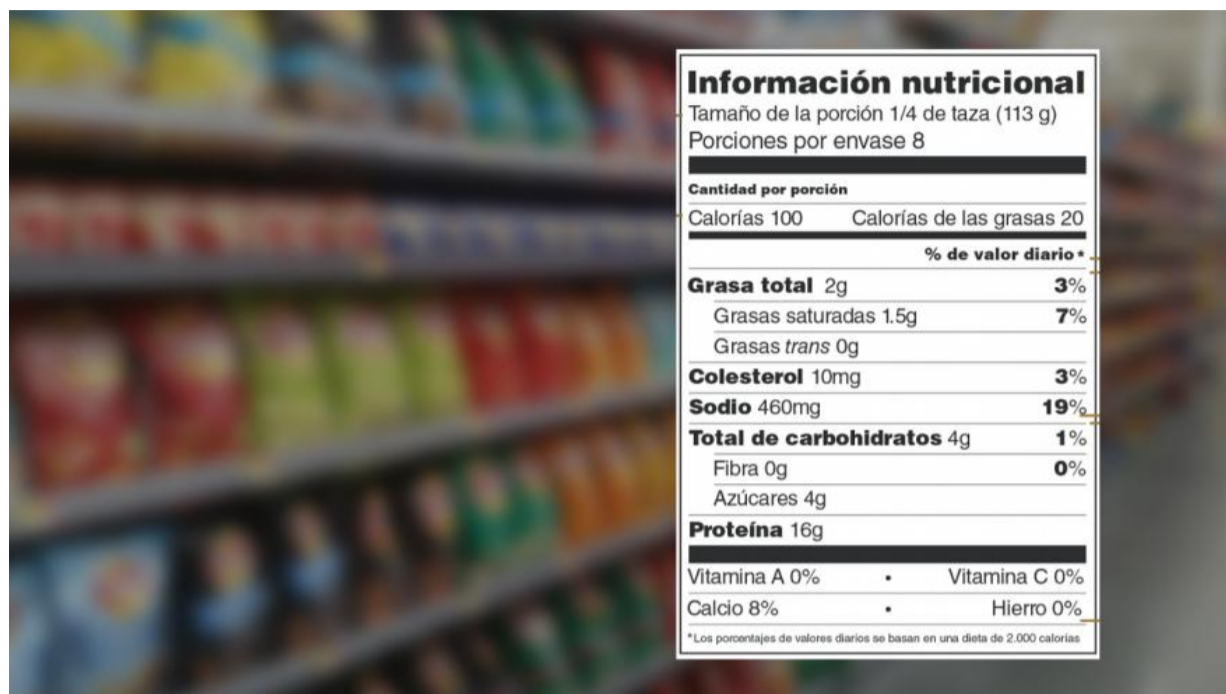 Información nutricional
Tamaño de la porción 1/4 de taza (113 g)
Porciones por envase 8
Cantidad por porción
Calorías 100 Calorías de las grasas 20
% de valor diario*
Grasa total 2g 3%
Grasas saturadas 1.5g 7%
Grasas trans 0g
Colesterol 10mg 3%
Sodio 460mg 19%
Total de carbohidratos 4g 1%
Fibra 0g 0%
Azúcares 4g
Proteína 16g
Vitamina A 0% • Vitamina C 0%
Calcio 8% • Hierro 0%
*Los porcentajes de valores diarios se basan en una dieta de 2.000 calorías